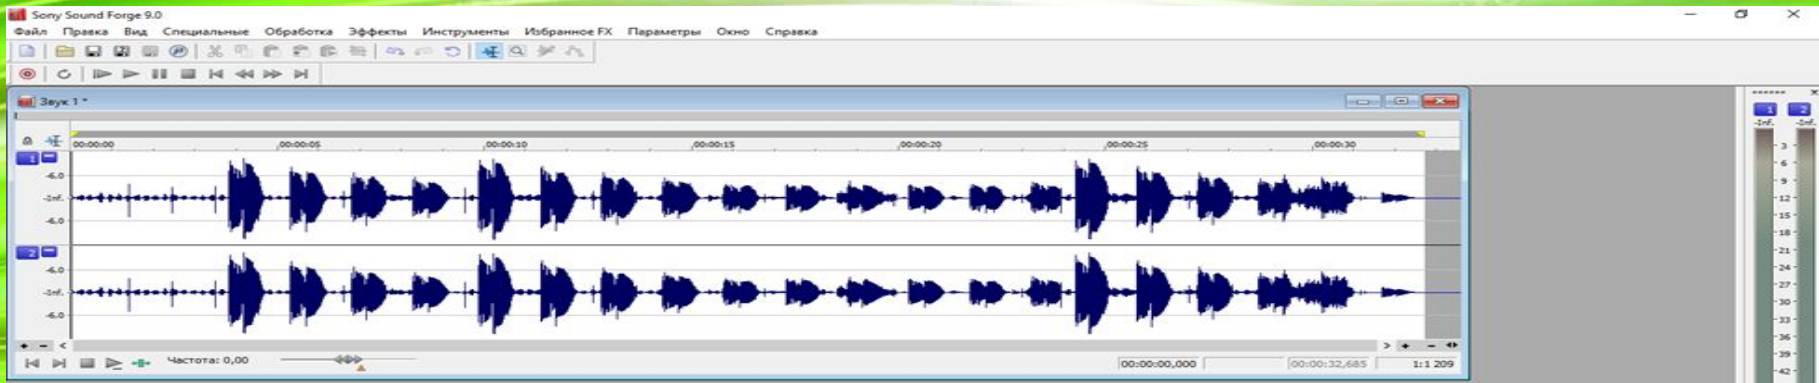 Sony Sound Forge 9.0
Файл Правка Вид Специальные Обработка Эффекты Инструменты Избранное FX Параметры Окно Справка
Звук 1 *
00:00:00 00:00:05 00:00:10 00:00:15 00:00:20 00:00:25 00:00:30
1
-6.0
-Inf.
-6.0
2
-6.0
-Inf.
-6.0
Частота: 0,00
00:00:00,000 00:00:32,685 1:1 209
1 2
-Inf. -Inf.
- 3 -
- 6 -
- 9 -
-12 -
-15 -
-18 -
-21 -
-24 -
-27 -
-30 -
-33 -
-36 -
-39 -
-42 -